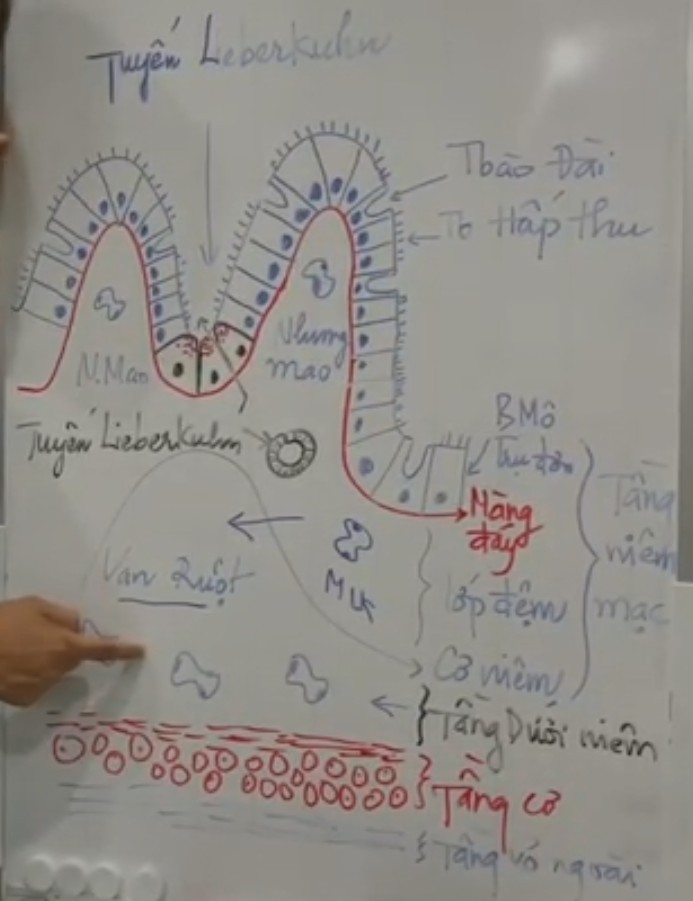 Tuyến Lieberkuhn
Tbào Đài
Tb Hấp thu
N.Mao
Nhung
mao
Tuyến Lieberkuhn
BMô
Trụ đơn
Màng
đáy
Tầng
niêm
mạc
Van Ruột
MLK
lớp đệm
Cơ niêm
Tầng Dưới niêm
Tầng cơ
Tầng vỏ ngoài